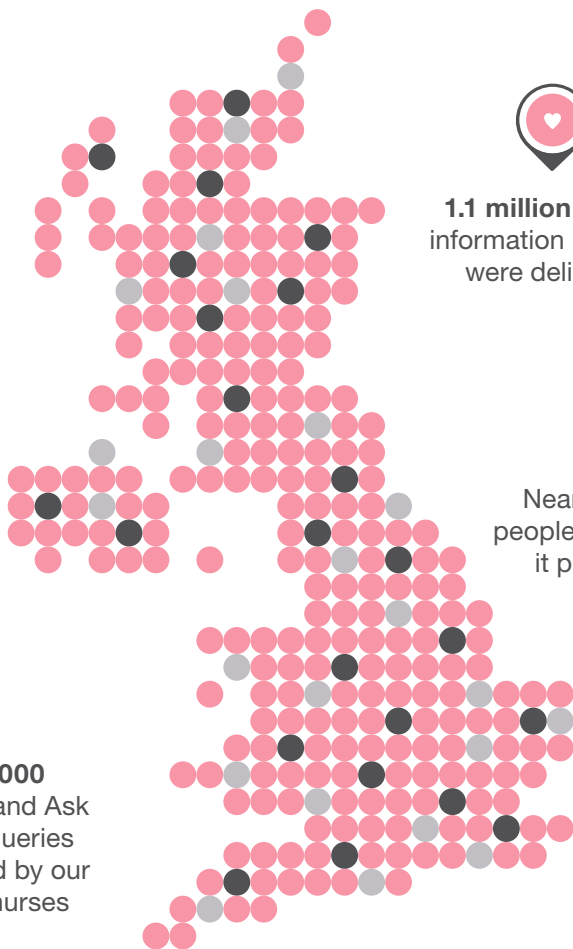 1.1 million
information
were deli
Near
people
it p
000
and Ask
ueries
d by our
nurses